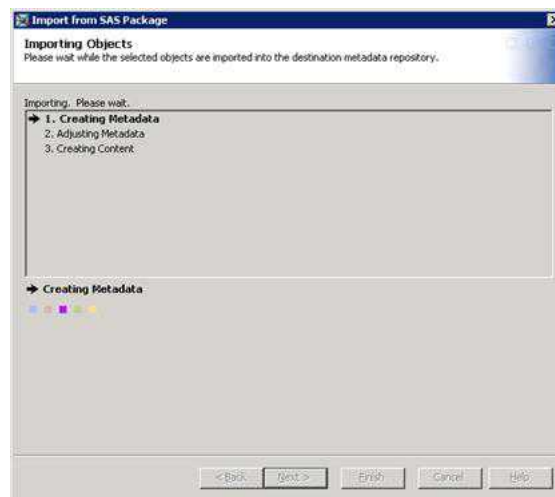 Import from SAS Package
Importing Objects
Please wait while the selected objects are imported into the destination metadata repository.
Importing. Please wait.
1. Creating Metadata
2. Adjusting Metadata
3. Creating Content
Creating Metadata
< Back Next > Finish Cancel Help